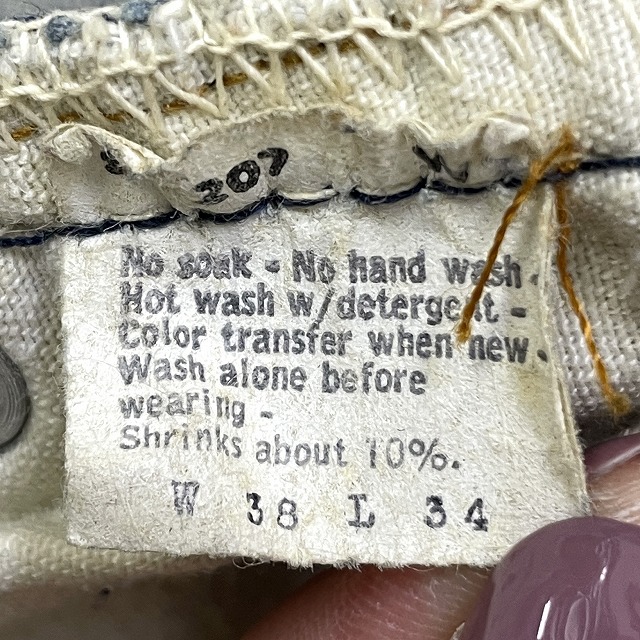 207
No soak - No hand wash.
Hot wash w/detergent -
Color transfer when new.
Wash alone before
wearing -
Shrinks about 10%.
W 38 L 34